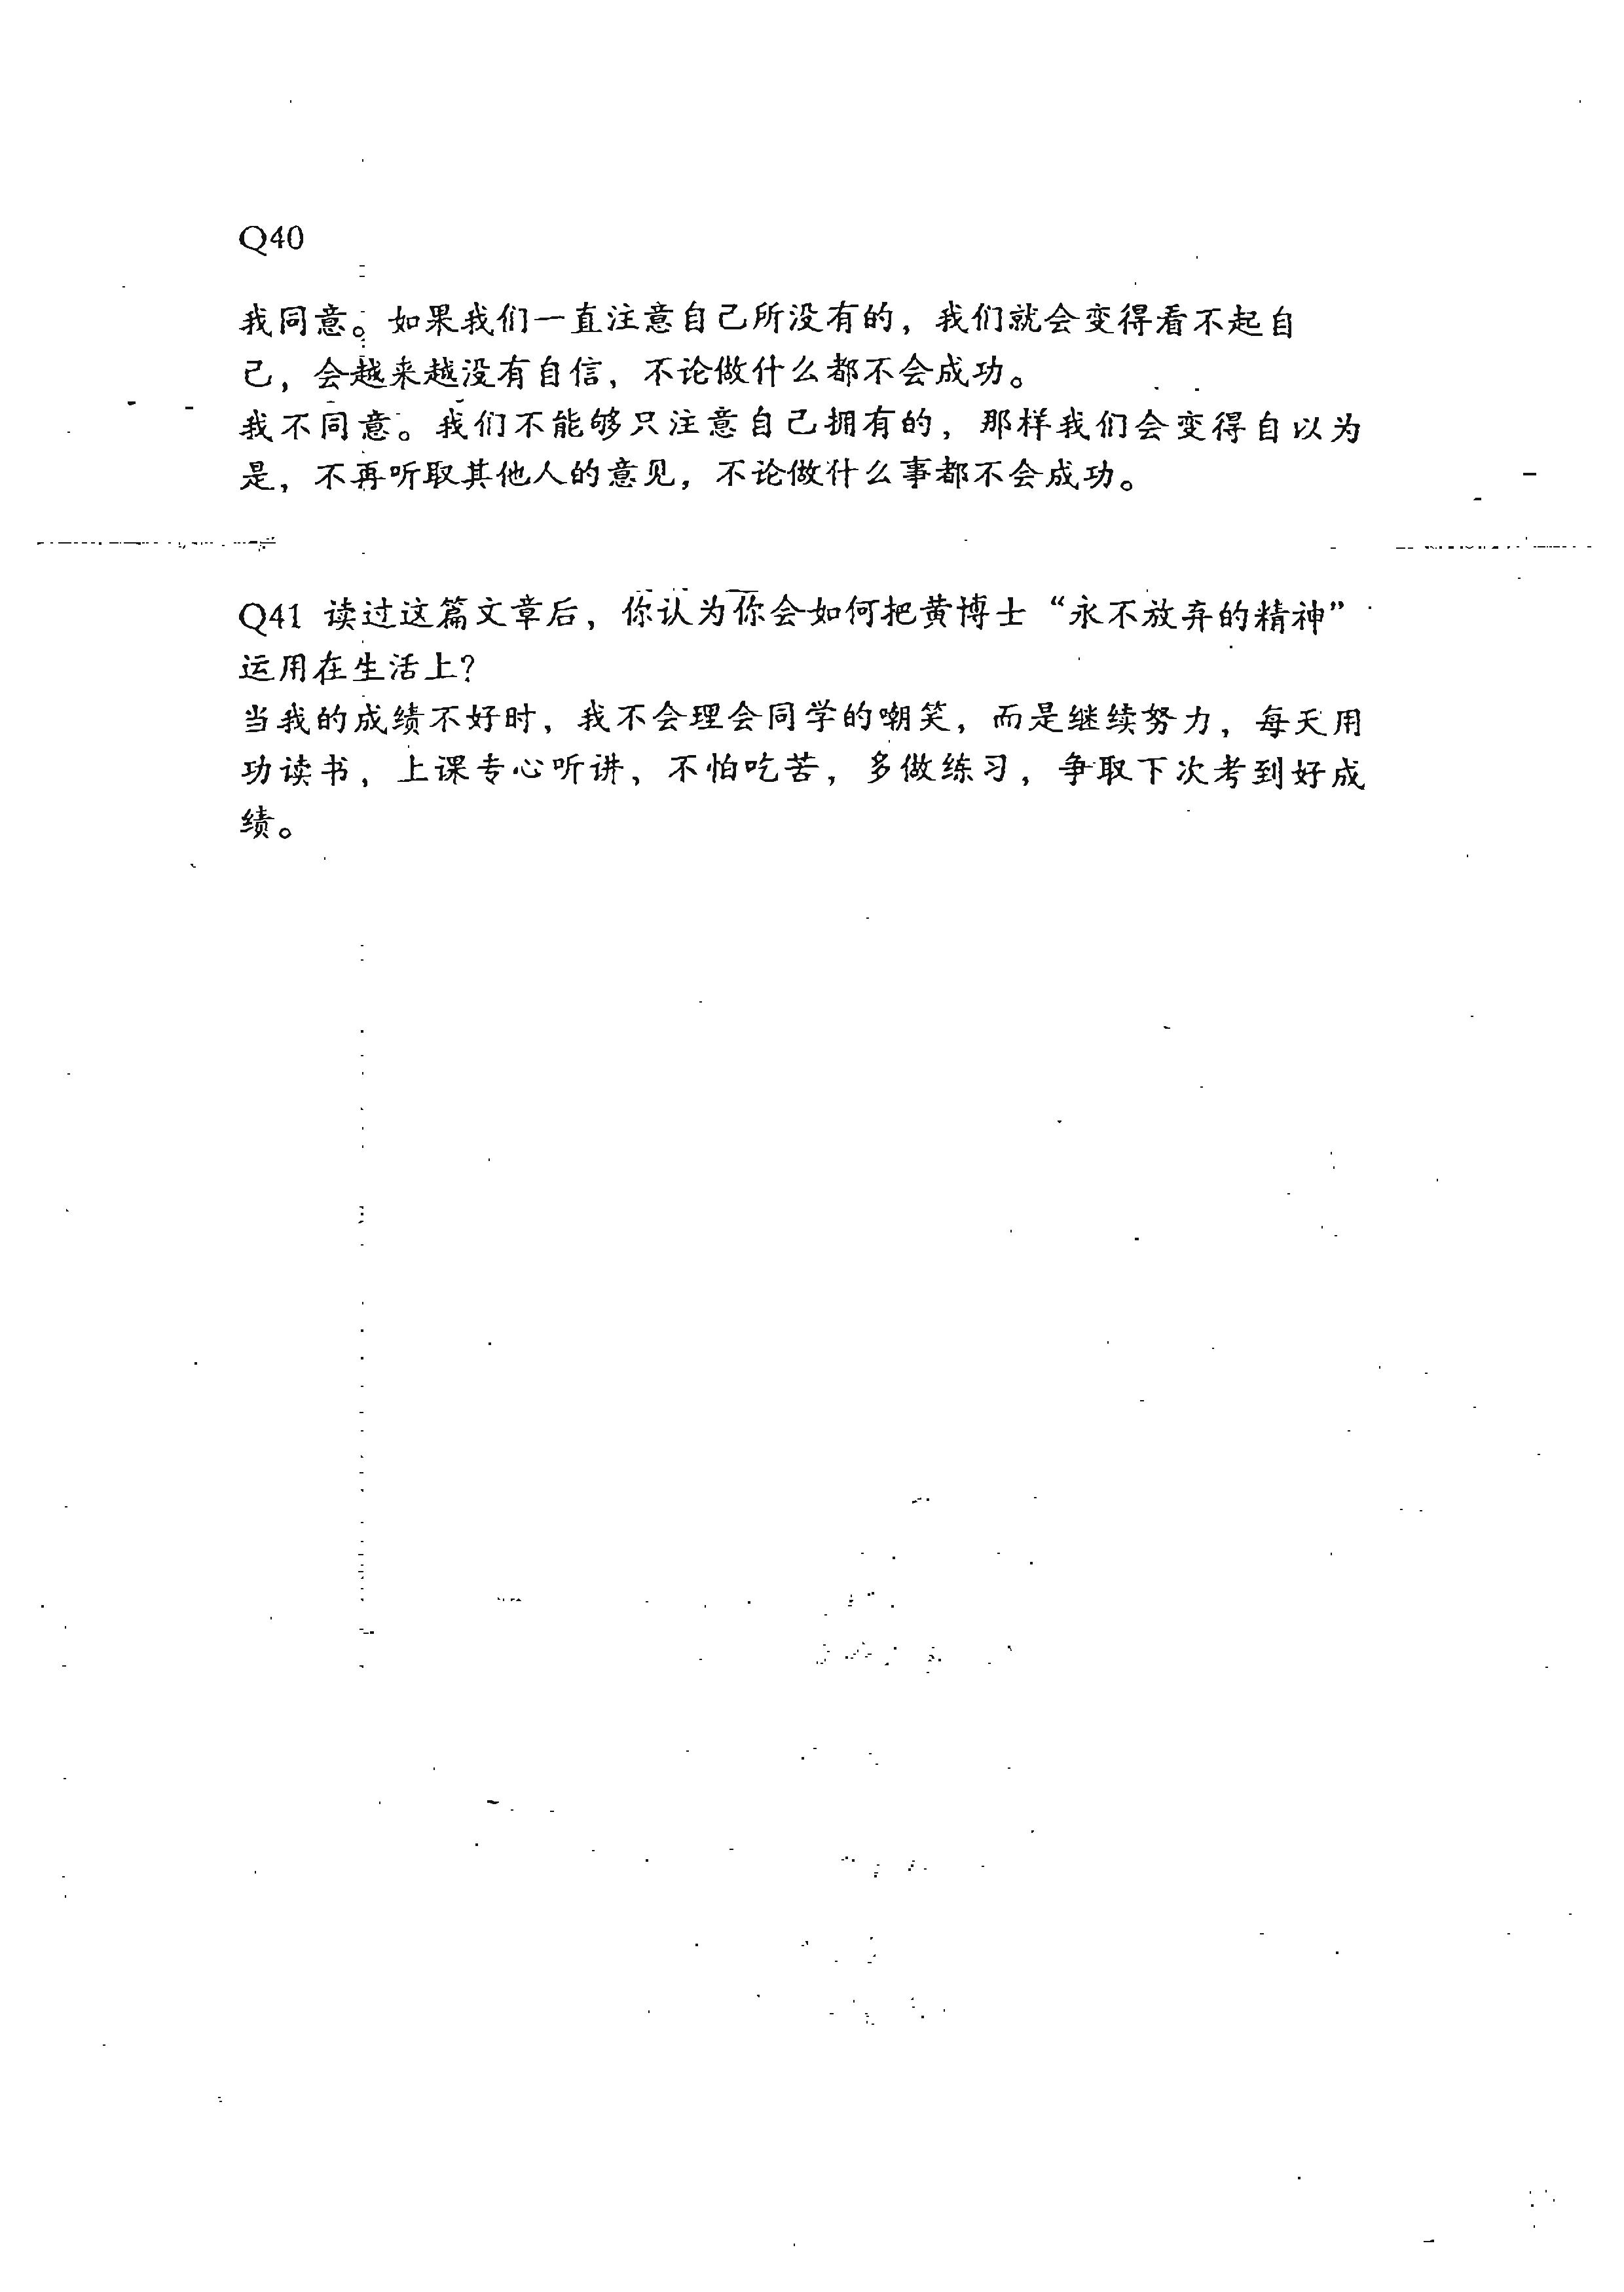 Q40
我同意。如果我们一直注意自己所没有的，我们就会变得看不起自
己，会越来越没有自信，不论做什么都不会成功。
我不同意。我们不能够只注意自己拥有的，那样我们会变得自以为
是，不再听取其他人的意见，不论做什么事都不会成功。
Q41 读过这篇文章后，你认为你会如何把黄博士“永不放弃的精神”
运用在生活上？
当我的成绩不好时，我不会理会同学的嘲笑，而是继续努力，每天用
功读书，上课专心听讲，不怕吃苦，多做练习，争取下次考到好成
绩。